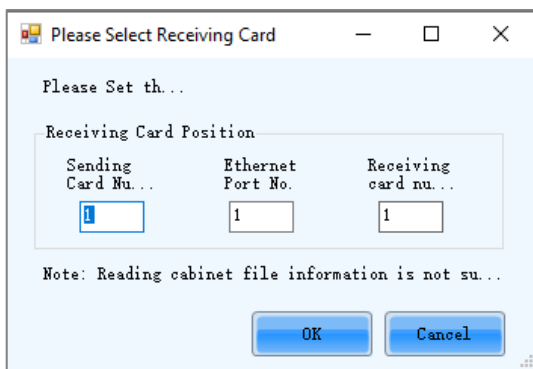 Please Select Receiving Card
Please Set th...
Receiving Card Position
Sending Card Nu...
Ethernet Port No.
Receiving card nu...
1
1
1
Note: Reading cabinet file information is not su...
OK
Cancel